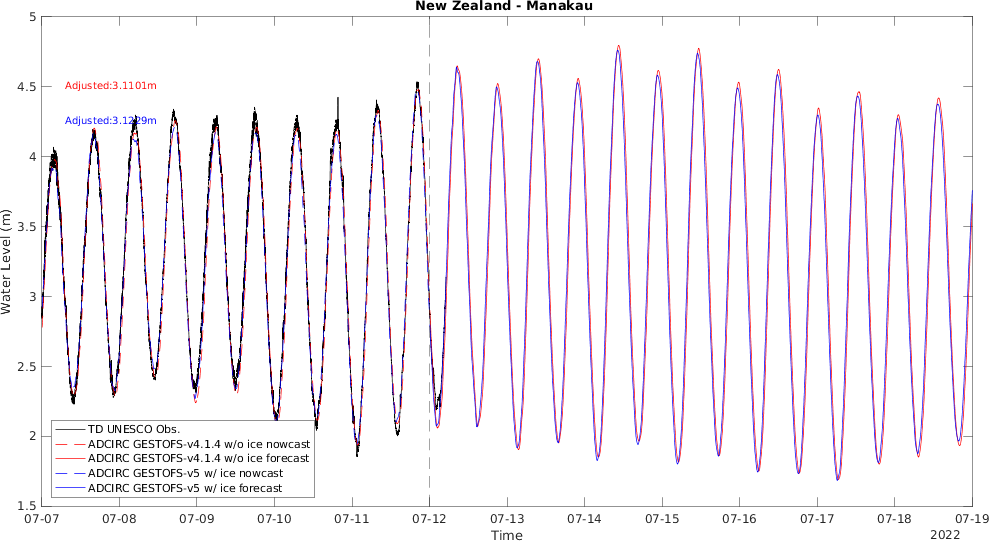 New Zealand - Manakau
Adjusted:3.1101m
Adjusted:3.1229m
Water Level (m)
5
4.5
4
3.5
3
2.5
2
1.5
TD UNESCO Obs.
ADCIRC GESTOFS-v4.1.4 w/o ice nowcast
ADCIRC GESTOFS-v4.1.4 w/o ice forecast
ADCIRC GESTOFS-v5 w/ ice nowcast
ADCIRC GESTOFS-v5 w/ ice forecast
07-07 07-08 07-09 07-10 07-11 07-12 07-13 07-14 07-15 07-16 07-17 07-18 07-19
Time
2022